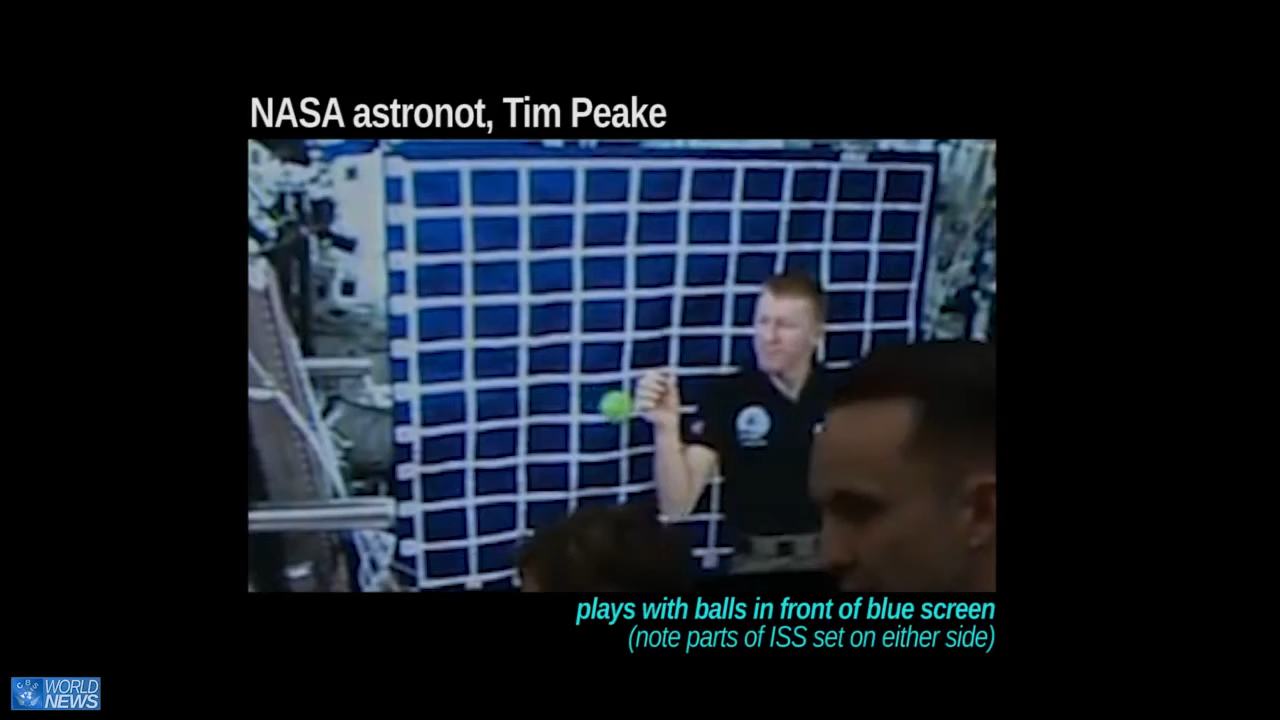 NASA astronot, Tim Peake
plays with balls in front of blue screen
(note parts of ISS set on either side)
CBS
WORLD
NEWS